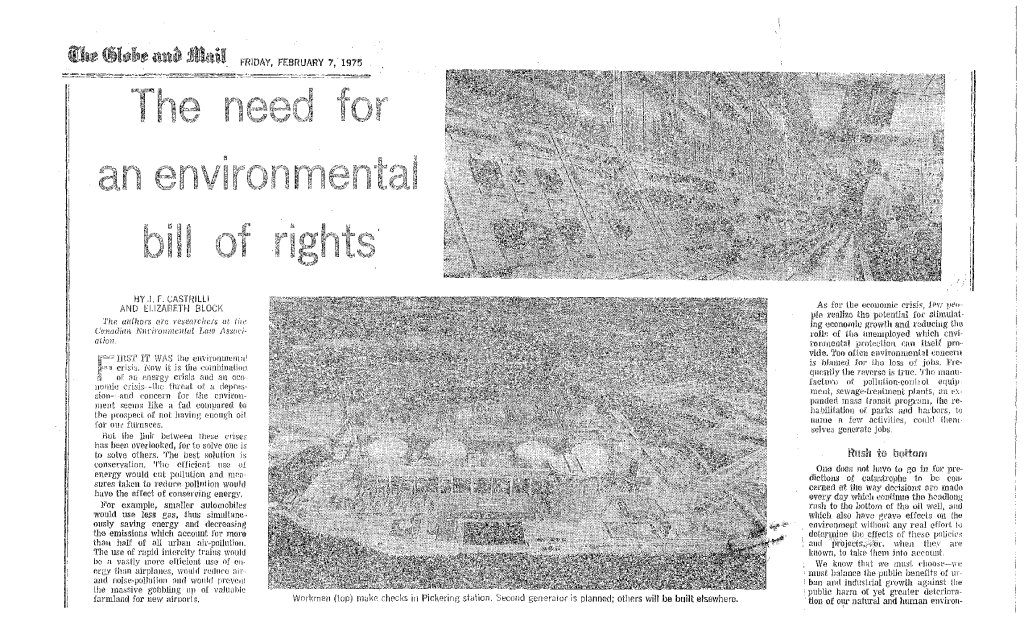 The Globe and Mail FRIDAY, FEBRUARY 7, 1975
The need for
an environmental
bill of rights
BY J. F. CASTRILLI
AND ELIZABETH BLOCK
The authors are researchers at the
Canadian Environmental Law Associ-
ation.
FIRST IT WAS the environmental
crisis. Now it is the combination
of an energy crisis and an eco-
nomic crisis—the threat of a depres-
sion— and concern for the environ-
ment seems like a fad compared to
the prospect of not having enough oil
for our furnaces.
But the link between these crises
has been overlooked, for to solve one is
to solve others. The best solution is
conservation. The efficient use of
energy would cut pollution and mea-
sures taken to reduce pollution would
have the effect of conserving energy.
For example, smaller automobiles
would use less gas, thus simultane-
ously saving energy and decreasing
the emissions which account for more
than half of all urban air-pollution.
The use of rapid intercity trains would
be a vastly more efficient use of en-
ergy than airplanes, would reduce air-
and noise-pollution and would prevent
the massive gobbling up of valuable
farmland for new airports.
Workmen (top) make checks in Pickering station. Second generator is planned; others will be built elsewhere.
As for the economic crisis, few peo-
ple realize the potential for stimulat-
ing economic growth and reducing the
rolls of the unemployed which envi-
ronmental protection can itself pro-
vide. Too often environmental concern
is blamed for the loss of jobs. Fre-
quently the reverse is true. The manu-
facture of pollution-control equip-
ment, sewage-treatment plants, an ex-
panded mass transit program, the re-
habilitation of parks and harbors, to
name a few activities, could them-
selves generate jobs.
Rush to bottom
One does not have to go in for pre-
dictions of catastrophe to be con-
cerned at the way decisions are made
every day which continue the headlong
rush to the bottom of the oil well, and
which also have grave effects on the
environment without any real effort to
determine the effects of these policies
and projects, or, when they are
known, to take them into account.
We know that we must choose—we
must balance the public benefits of ur-
ban and industrial growth against the
public harm of yet greater deteriora-
tion of our natural and human environ-